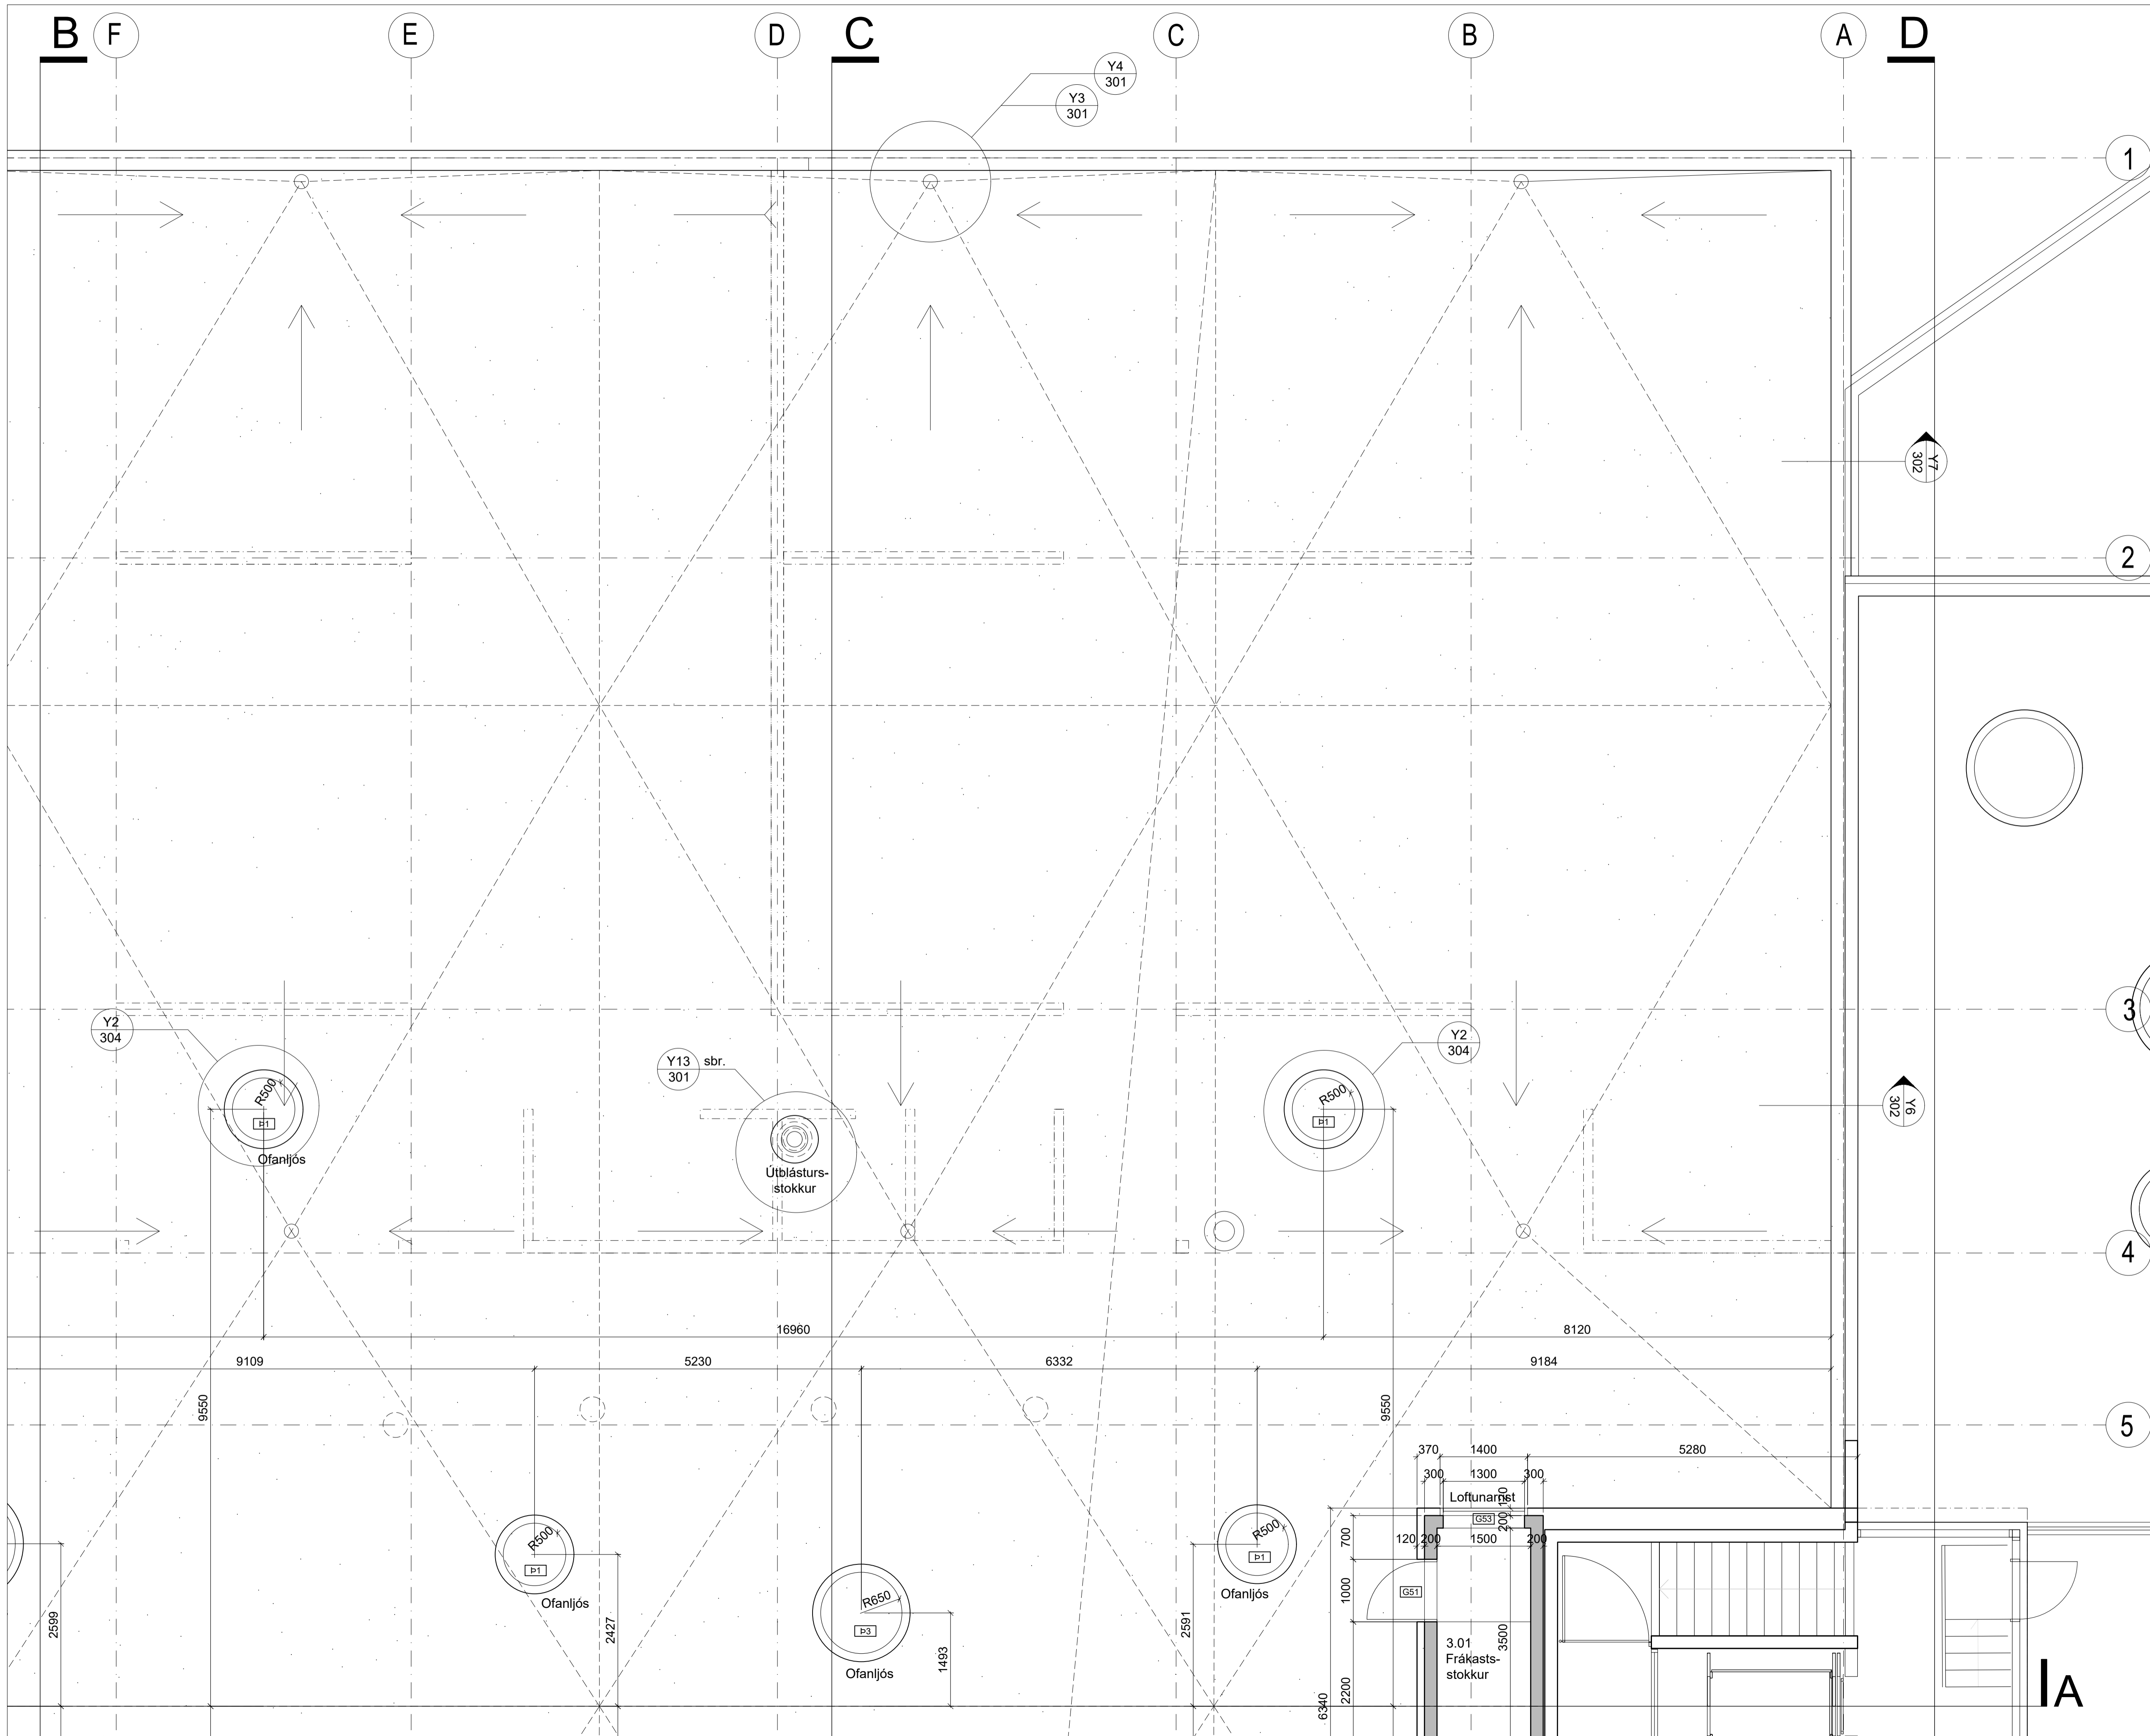 B
F
E
D
C
C
B
A
D
Y4
301
Y3
301
1
Y7
302
2
3
Y2
304
Y13 sbr.
301
Y2
304
R500
Þ1
Ofanljós
R500
Þ1
Y6
302
Útblásturs-
stokkur
4
16960
8120
9109
5230
6332
9184
9550
9550
5
370
1400
5280
300
1300
300
Loftunarrist
120
G53
200
700
120
200
1500
200
R500
Þ1
Ofanljós
R500
Þ1
Ofanljós
R650
Þ3
Ofanljós
G51
1000
2599
2427
1493
2591
3500
3.01
Frákasts-
stokkur
2200
6340
A